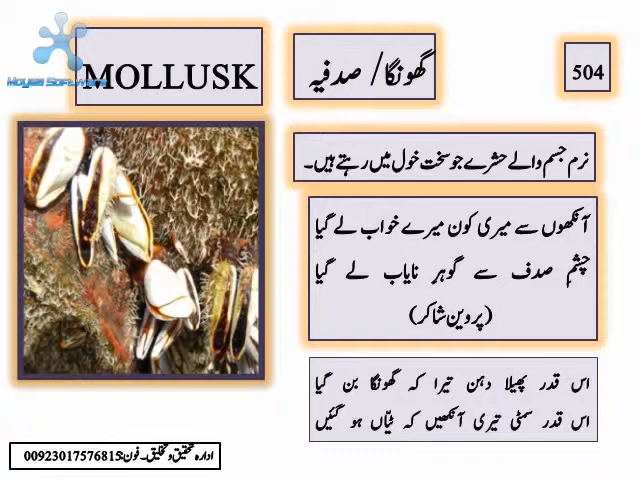 MOLLUSK
گھونگا / صدفیہ
504
نرم جسم والے حشرے جو سخت خول میں رہتے ہیں۔
آنکھوں سے میری کون میرے خواب لے گیا
چشمِ صدف سے گوہرِ نایاب لے گیا
(پروین شاکر)
اس قدر پھیلا دہن تیرا کہ گھونگا بن گیا
اس قدر سمٹی تیری آنکھیں کہ ٹیّاں ہو گئیں
ادارہ تحقیق و تخلیق۔ فون: 00923017576815